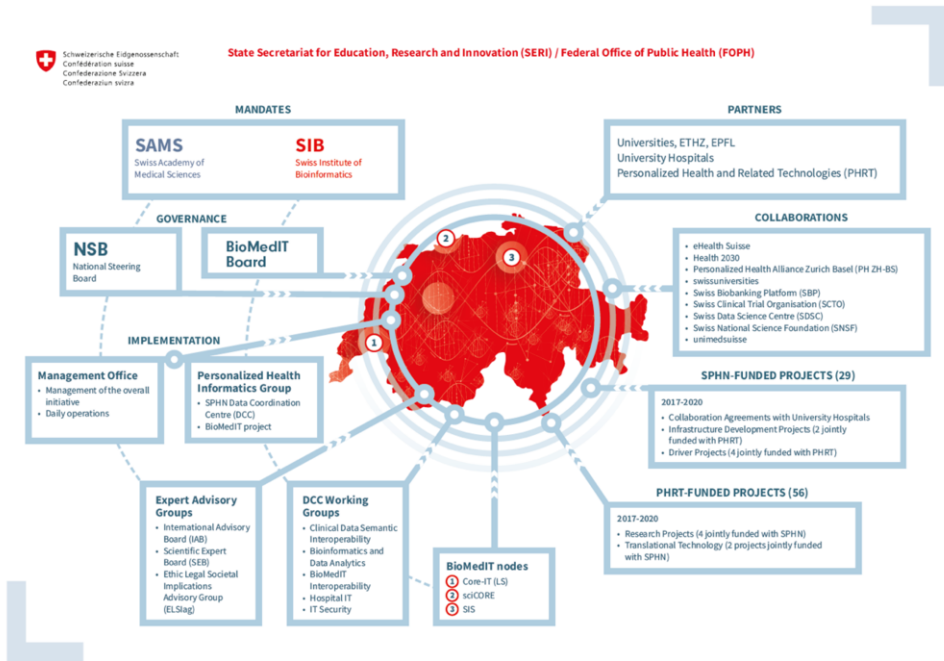 Schweizerische Eidgenossenschaft
Confédération suisse
Confederazione Svizzera
Confederaziun svizra
State Secretariat for Education, Research and Innovation (SERI) / Federal Office of Public Health (FOPH)
MANDATES
SAMS
Swiss Academy of
Medical Sciences
SIB
Swiss Institute of
Bioinformatics
PARTNERS
Universities, ETHZ, EPFL
University Hospitals
Personalized Health and Related Technologies (PHRT)
GOVERNANCE
NSB
National Steering
Board
BioMedIT
Board
COLLABORATIONS
• eHealth Suisse
• Health 2030
• Personalized Health Alliance Zurich Basel (PH ZH-BS)
• swissuniversities
• Swiss Biobanking Platform (SBP)
• Swiss Clinical Trial Organisation (SCTO)
• Swiss Data Science Centre (SDSC)
• Swiss National Science Foundation (SNSF)
• unimedsuisse
2
3
1
IMPLEMENTATION
Management Office
• Management of the overall
initiative
• Daily operations
Personalized Health
Informatics Group
• SPHN Data Coordination
Centre (DCC)
• BioMedIT project
SPHN-FUNDED PROJECTS (29)
2017-2020
• Collaboration Agreements with University Hospitals
• Infrastructure Development Projects (2 jointly
funded with PHRT)
• Driver Projects (4 jointly funded with PHRT)
PHRT-FUNDED PROJECTS (56)
2017-2020
• Research Projects (4 jointly funded with SPHN)
• Translational Technology (2 projects jointly funded
with SPHN)
Expert Advisory
Groups
• International Advisory
Board (IAB)
• Scientific Expert
Board (SEB)
• Ethic Legal Societal
Implications
Advisory Group
(ELSIag)
DCC Working
Groups
• Clinical Data Semantic
Interoperability
• Bioinformatics and
Data Analytics
• BioMedIT
Interoperability
• Hospital IT
• IT Security
BioMedIT nodes
1 Core-IT (LS)
2 sciCORE
3 SIS